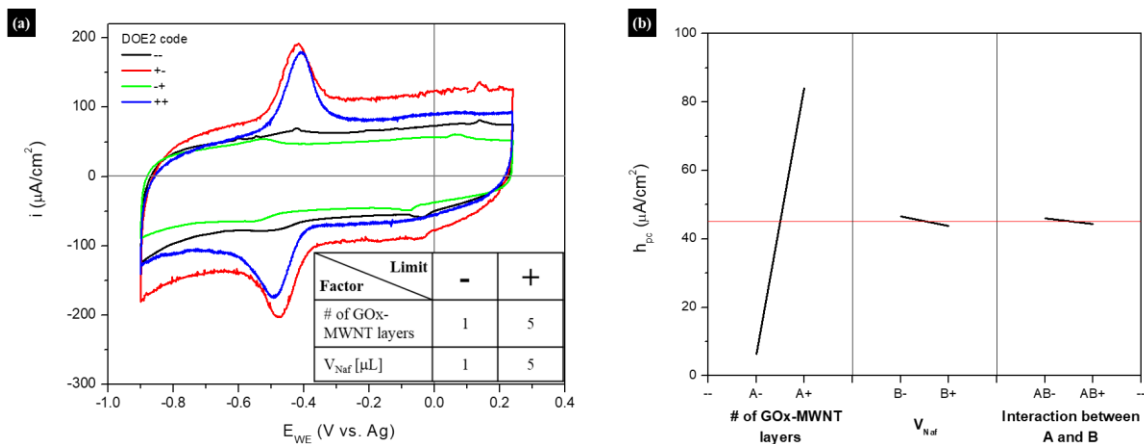 (a)
DOE2 code
--
+-
-+
++
200
100
0
-100
-200
-300
i (μA/cm²)
-1.0 -0.8 -0.6 -0.4 -0.2 0.0 0.2 0.4
E_WE (V vs. Ag)
Limit
Factor
- +
# of GOx-
MWNT
layers
1 5
V_Naf [μL] 1 5
(b)
100
80
60
40
20
0
h_pc (μA/cm²)
-- A- A+ B- B+ AB- AB+ --
# of GOx-MWNT
layers
V_Naf
Interaction between
A and B